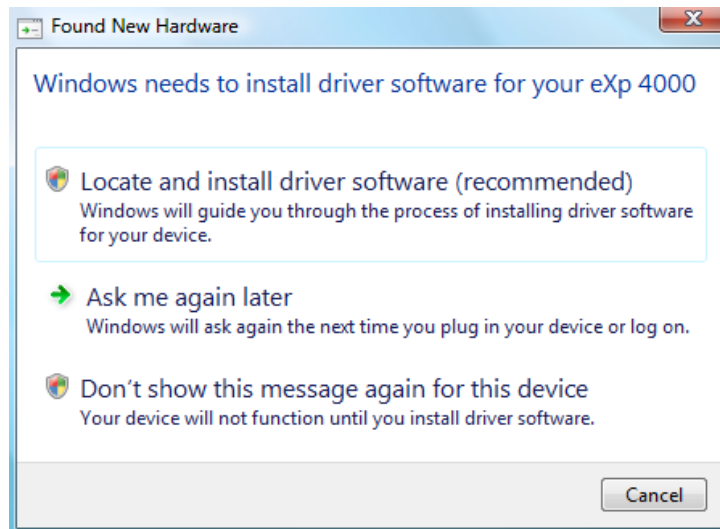 Found New Hardware
Windows needs to install driver software for your eXp 4000
Locate and install driver software (recommended)
Windows will guide you through the process of installing driver software
for your device.
Ask me again later
Windows will ask again the next time you plug in your device or log on.
Don't show this message again for this device
Your device will not function until you install driver software.
Cancel